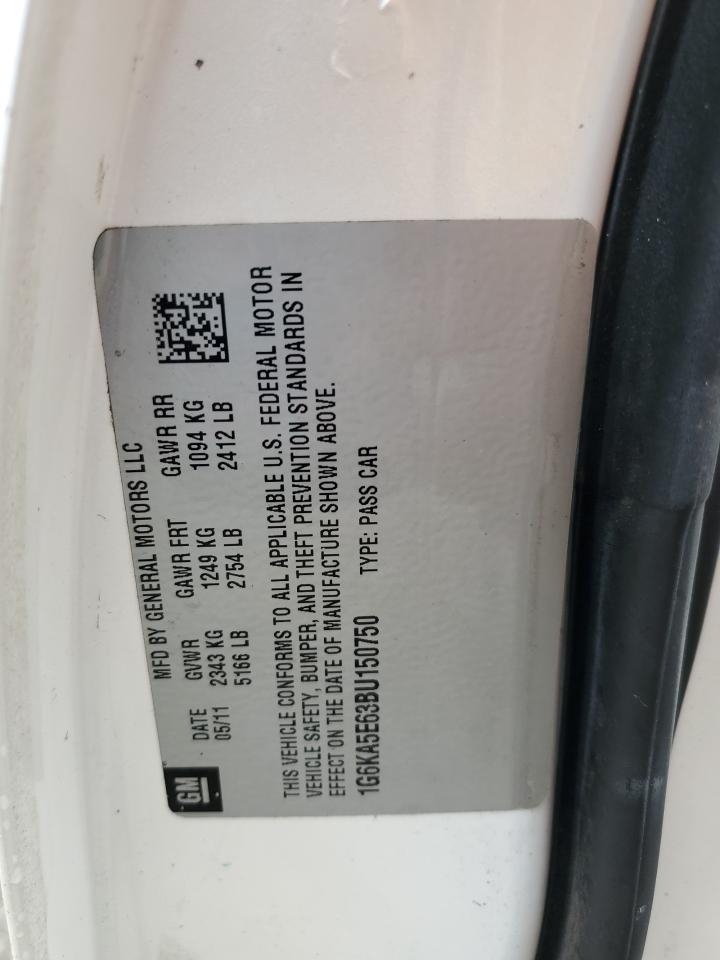 GM
MFD BY GENERAL MOTORS LLC
DATE GVWR GAWR FRT GAWR RR
05/11 2343 KG 1249 KG 1094 KG
5166 LB 2754 LB 2412 LB
THIS VEHICLE CONFORMS TO ALL APPLICABLE U.S. FEDERAL MOTOR
VEHICLE SAFETY, BUMPER, AND THEFT PREVENTION STANDARDS IN
EFFECT ON THE DATE OF MANUFACTURE SHOWN ABOVE.
1G6KA5E63BU150750 TYPE: PASS CAR